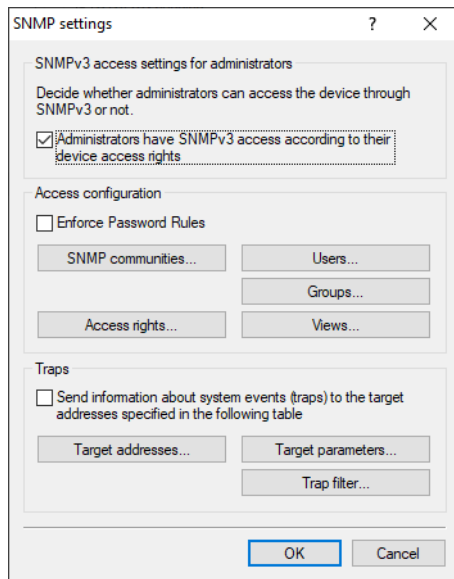 SNMP settings
?
SNMPv3 access settings for administrators
Decide whether administrators can access the device through
SNMPv3 or not.
Administrators have SNMPv3 access according to their
device access rights
Access configuration
Enforce Password Rules
SNMP communities...
Users...
Groups...
Access rights...
Views...
Traps
Send information about system events (traps) to the target
addresses specified in the following table
Target addresses...
Target parameters...
Trap filter...
OK
Cancel